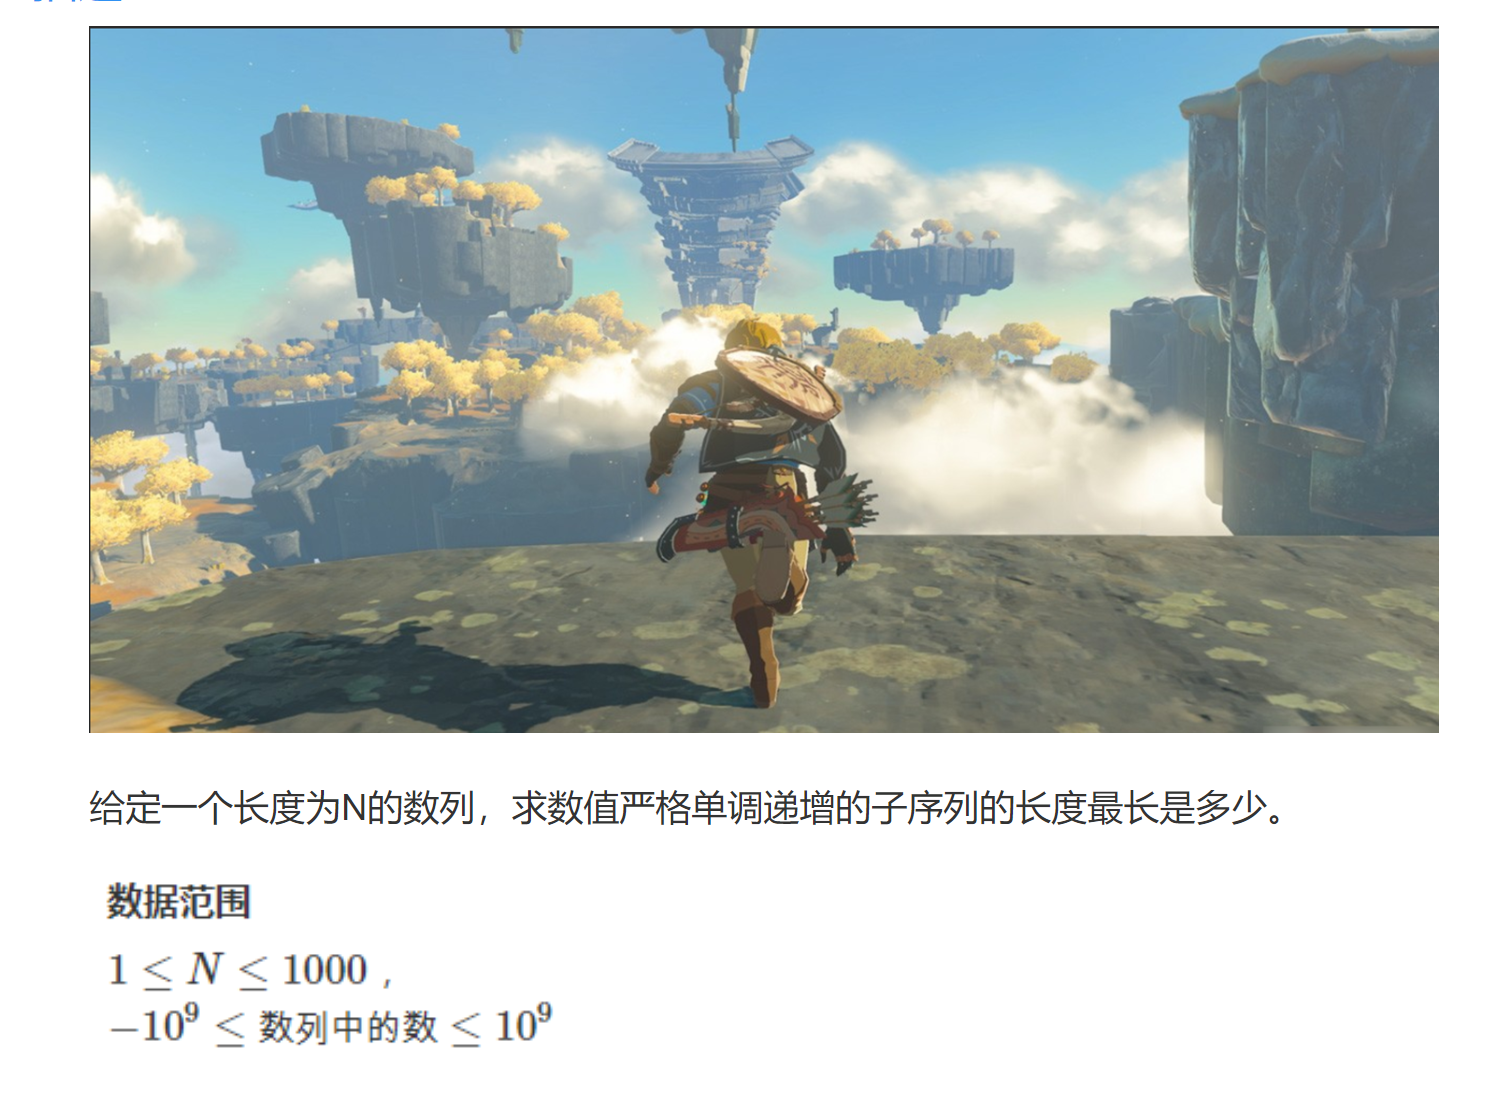 给定一个长度为N的数列，求数值严格单调递增的子序列的长度最长是多少。
数据范围
1 ≤ N ≤ 1000，
−10⁹ ≤ 数列中的数 ≤ 10⁹